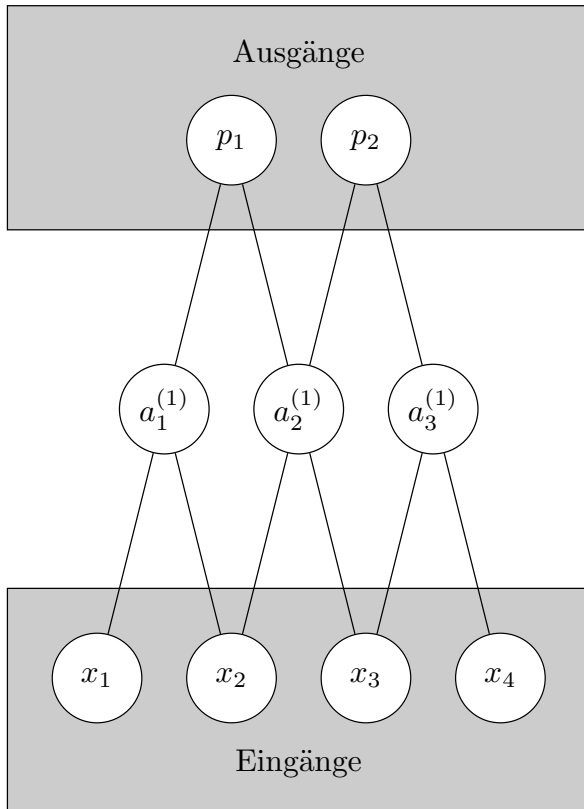 Ausgänge
p₁ p₂
a₁⁽¹⁾ a₂⁽¹⁾ a₃⁽¹⁾
x₁ x₂ x₃ x₄
Eingänge